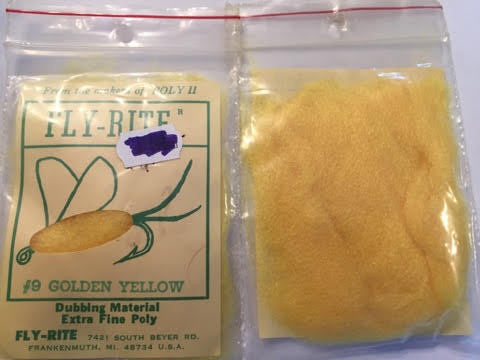 From the makers of POLY II
FLY-RITE R
#9 GOLDEN YELLOW
Dubbing Material
Extra Fine Poly
FLY-RITE 7421 SOUTH BEYER RD.
FRANKENMUTH, MI. 48734 U.S.A.